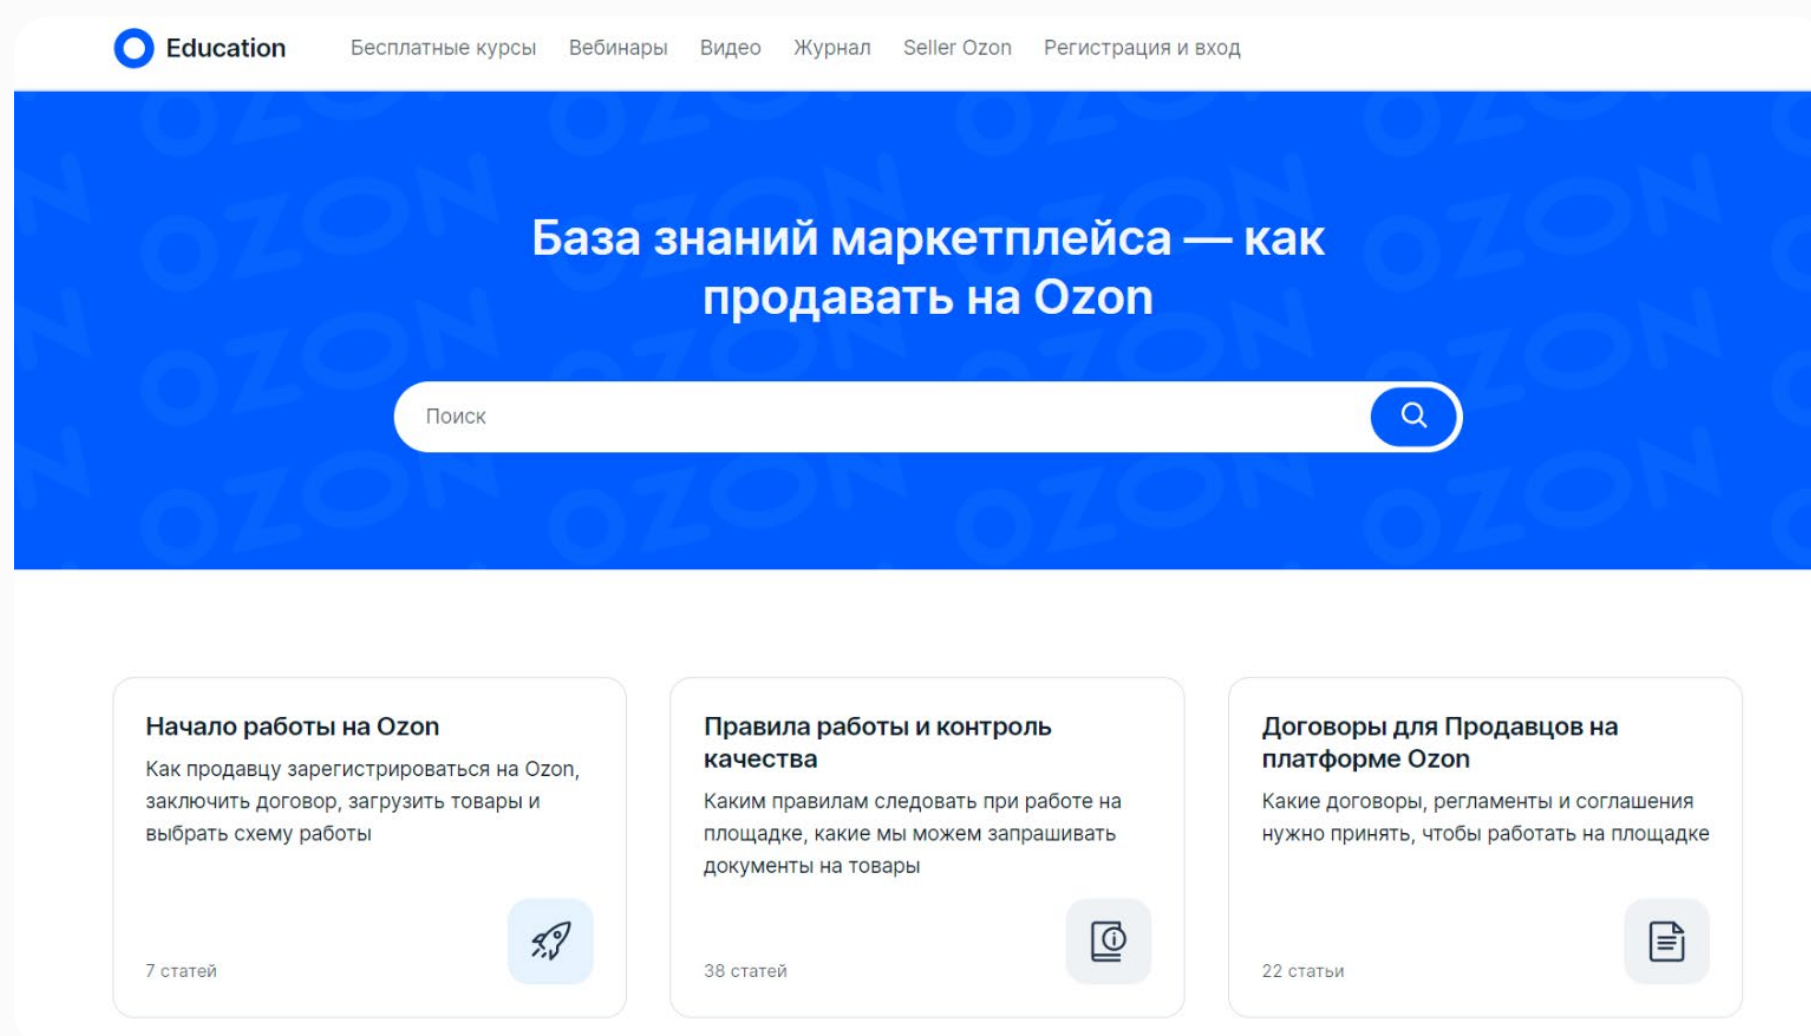 Education
Бесплатные курсы
Вебинары
Видео
Журнал
Seller Ozon
Регистрация и вход
База знаний маркетплейса — как
продавать на Ozon
Поиск
Начало работы на Ozon
Как продавцу зарегистрироваться на Ozon,
заключить договор, загрузить товары и
выбрать схему работы
7 статей
Правила работы и контроль
качества
Каким правилам следовать при работе на
площадке, какие мы можем запрашивать
документы на товары
38 статей
Договоры для Продавцов на
платформе Ozon
Какие договоры, регламенты и соглашения
нужно принять, чтобы работать на площадке
22 статьи